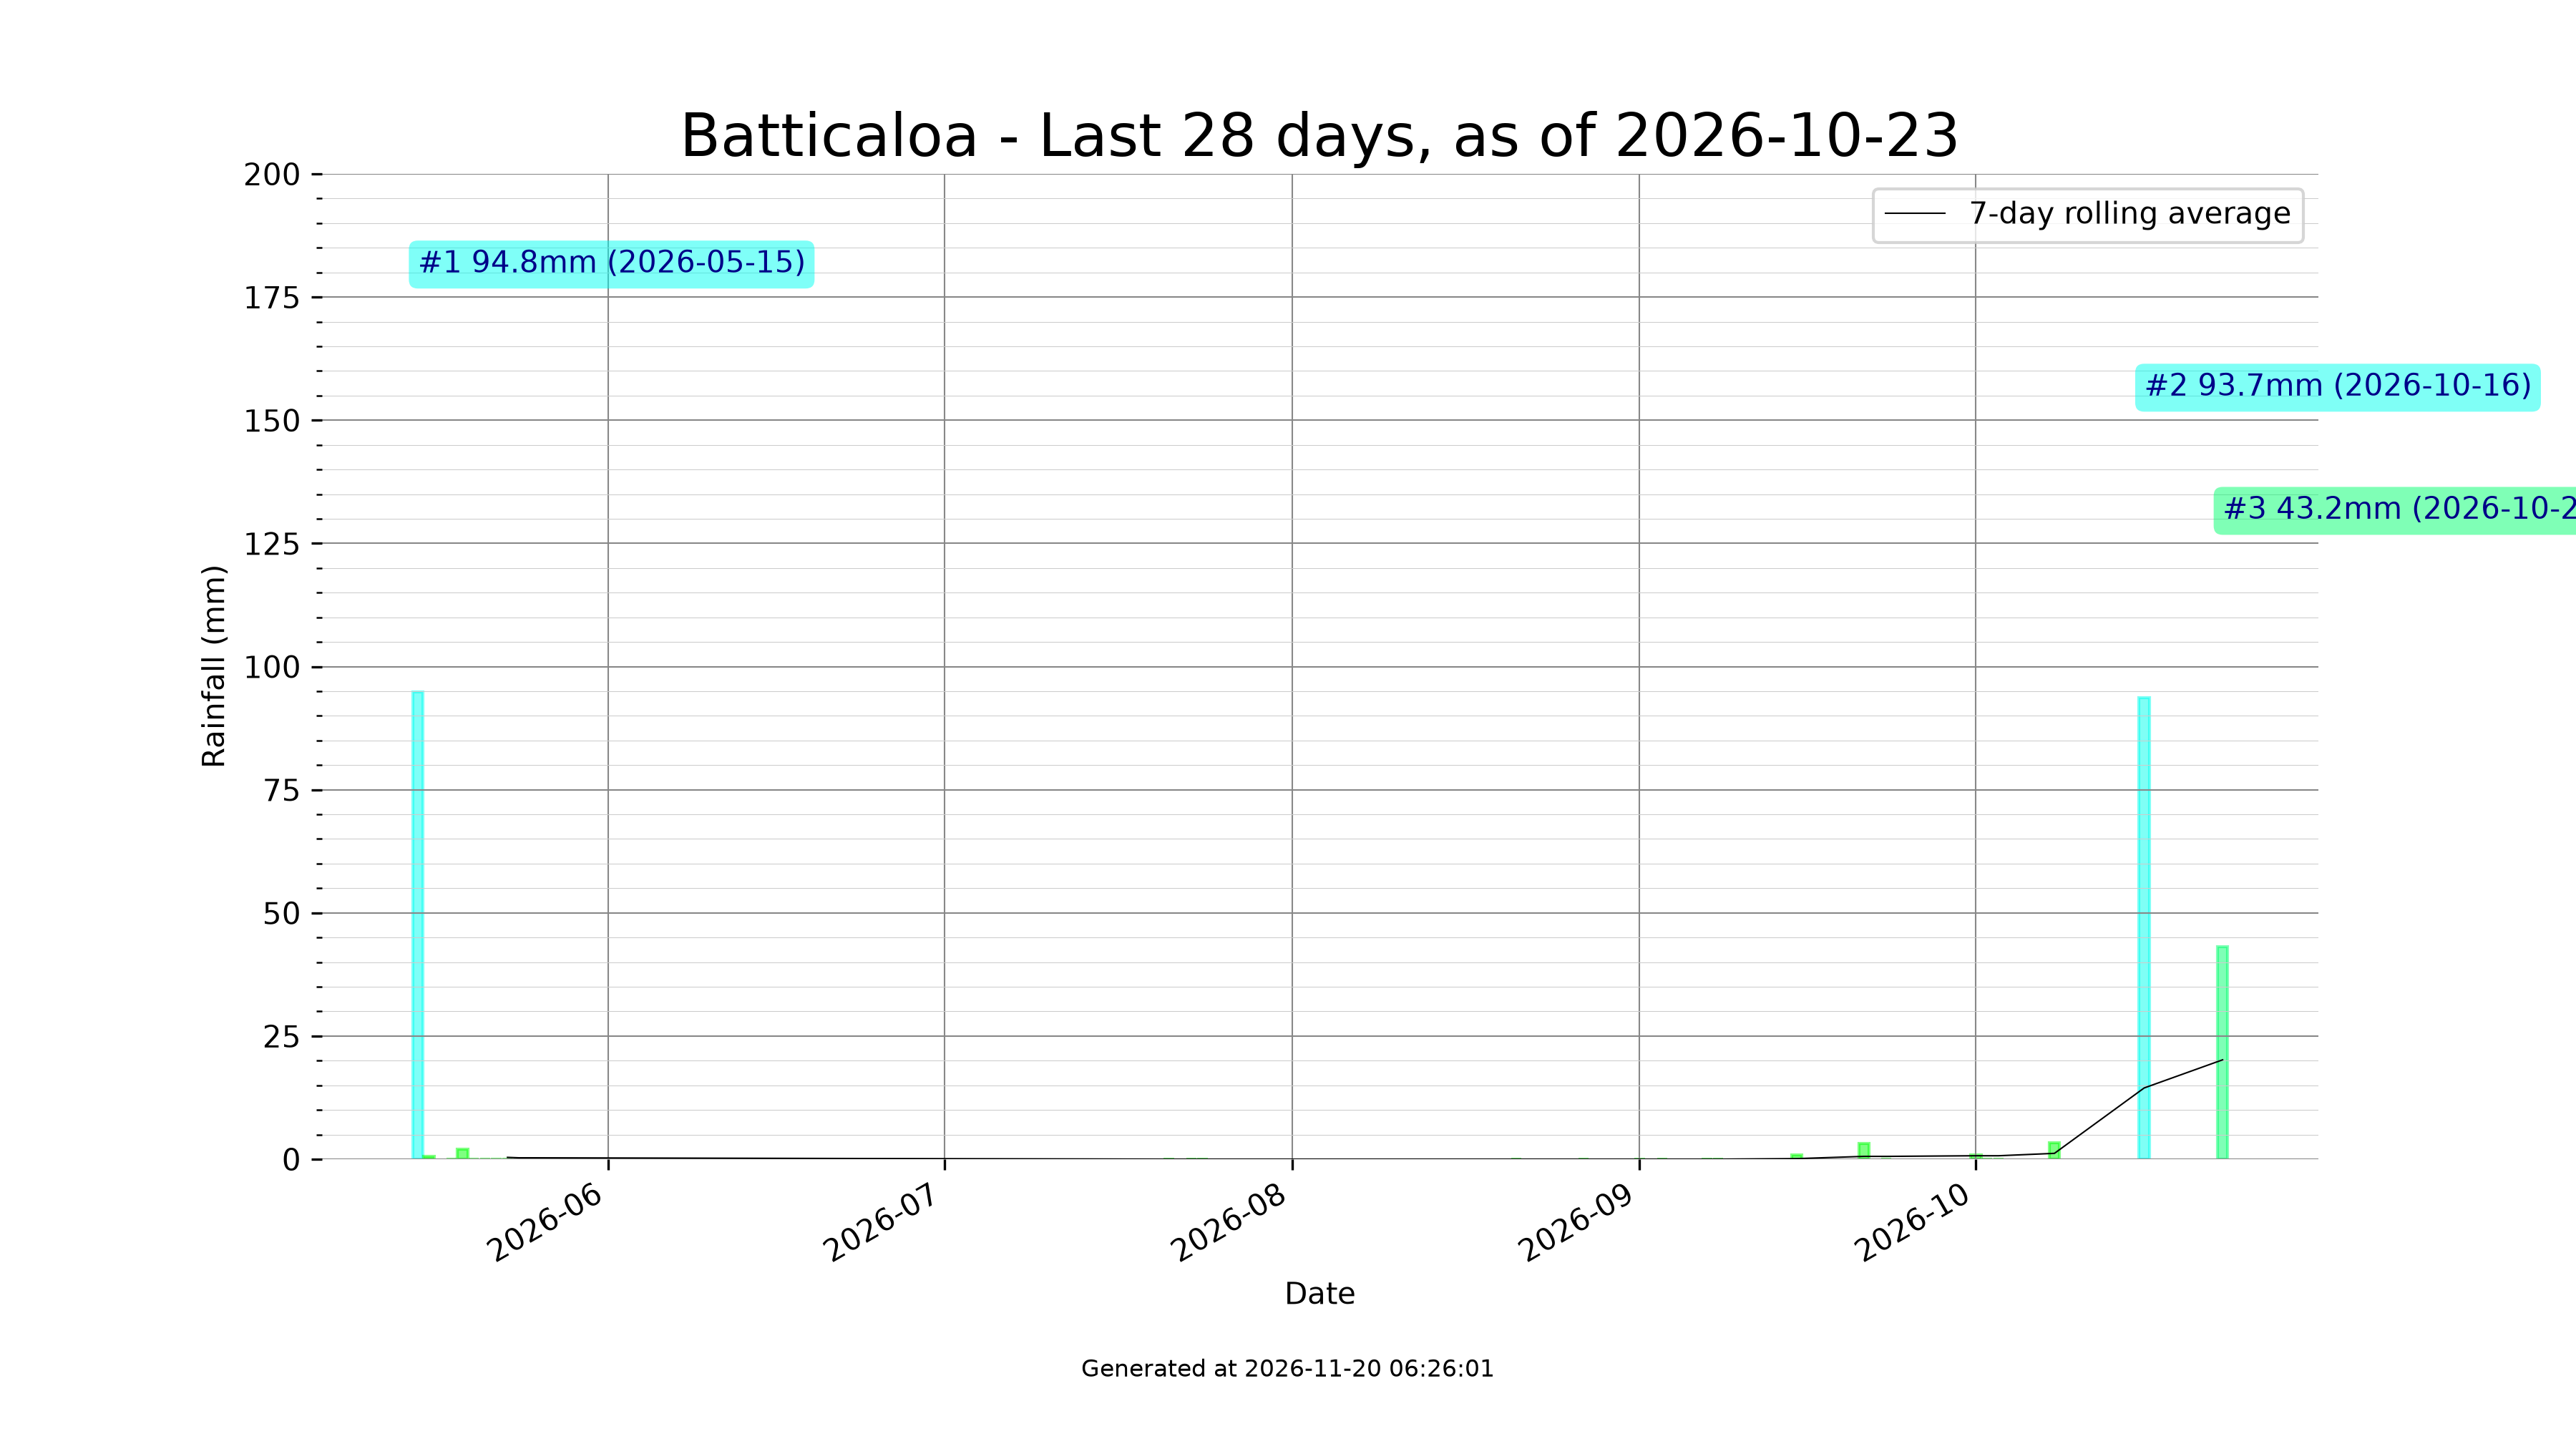 Batticaloa - Last 28 days, as of 2026-10-23
200
175
150
125
100
75
50
25
0
Rainfall (mm)
7-day rolling average
#1 94.8mm (2026-05-15)
#2 93.7mm (2026-10-16)
#3 43.2mm (2026-10-2
2026-06
2026-07
2026-08
2026-09
2026-10
Date
Generated at 2026-11-20 06:26:01